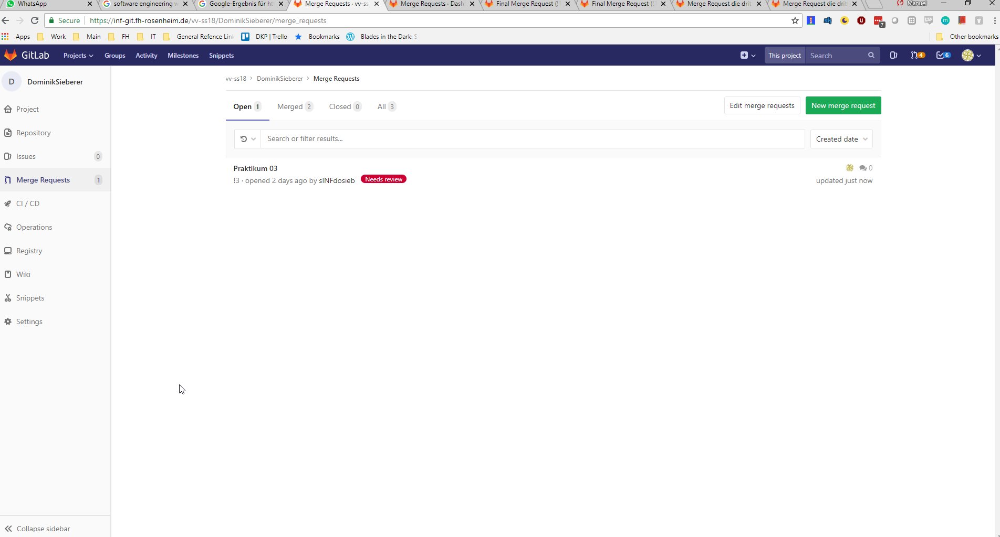 WhatsApp
software engineering w
Google-Ergebnis für ht
Merge Requests · vv-ss
Merge Requests · Dash
Final Merge Request (!
Final Merge Request (!
Merge Request die drit
Merge Request die drit
Manuel
Secure
https://inf-git.fh-rosenheim.de/vv-ss18/DominikSieberer/merge_requests
7
Apps Work Main FH IT General Refence Lin DKP | Trello Bookmarks Blades in the Dark: S Other bookmarks
GitLab Projects Groups Activity Milestones Snippets This project Search 4 6
D DominikSieberer
Project
Repository
Issues 0
Merge Requests 1
CI / CD
Operations
Registry
Wiki
Snippets
Settings
Collapse sidebar
vv-ss18 › DominikSieberer › Merge Requests
Open 1 Merged 2 Closed 0 All 3 Edit merge requests New merge request
Search or filter results... Created date
Praktikum 03 0
!3 · opened 2 days ago by sINFdosieb Needs review updated just now